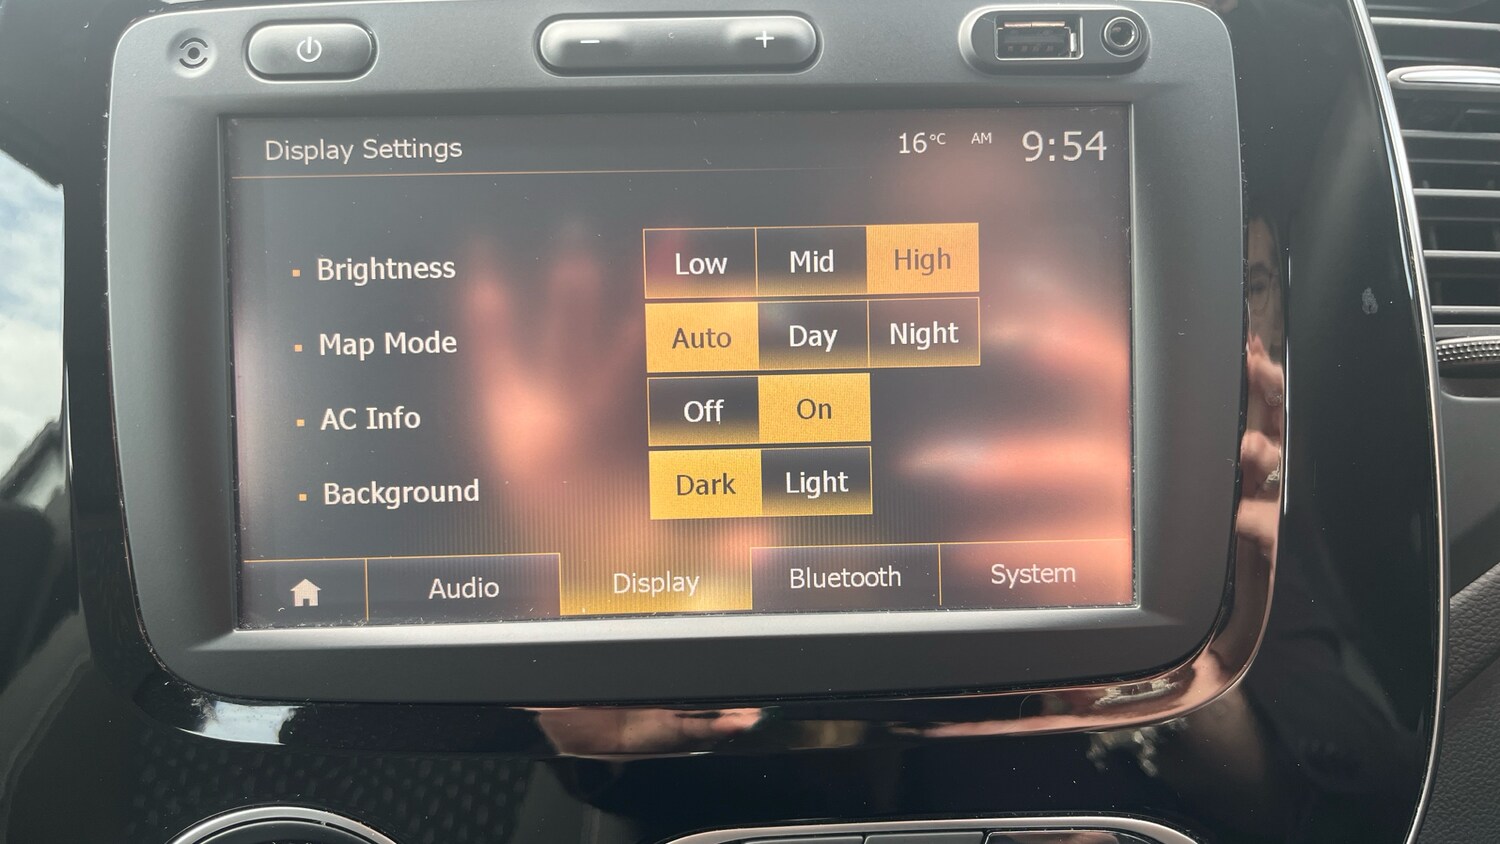 Display Settings 16°C AM 9:54
Brightness Low Mid High
Map Mode Auto Day Night
AC Info Off On
Background Dark Light
Audio Display Bluetooth System